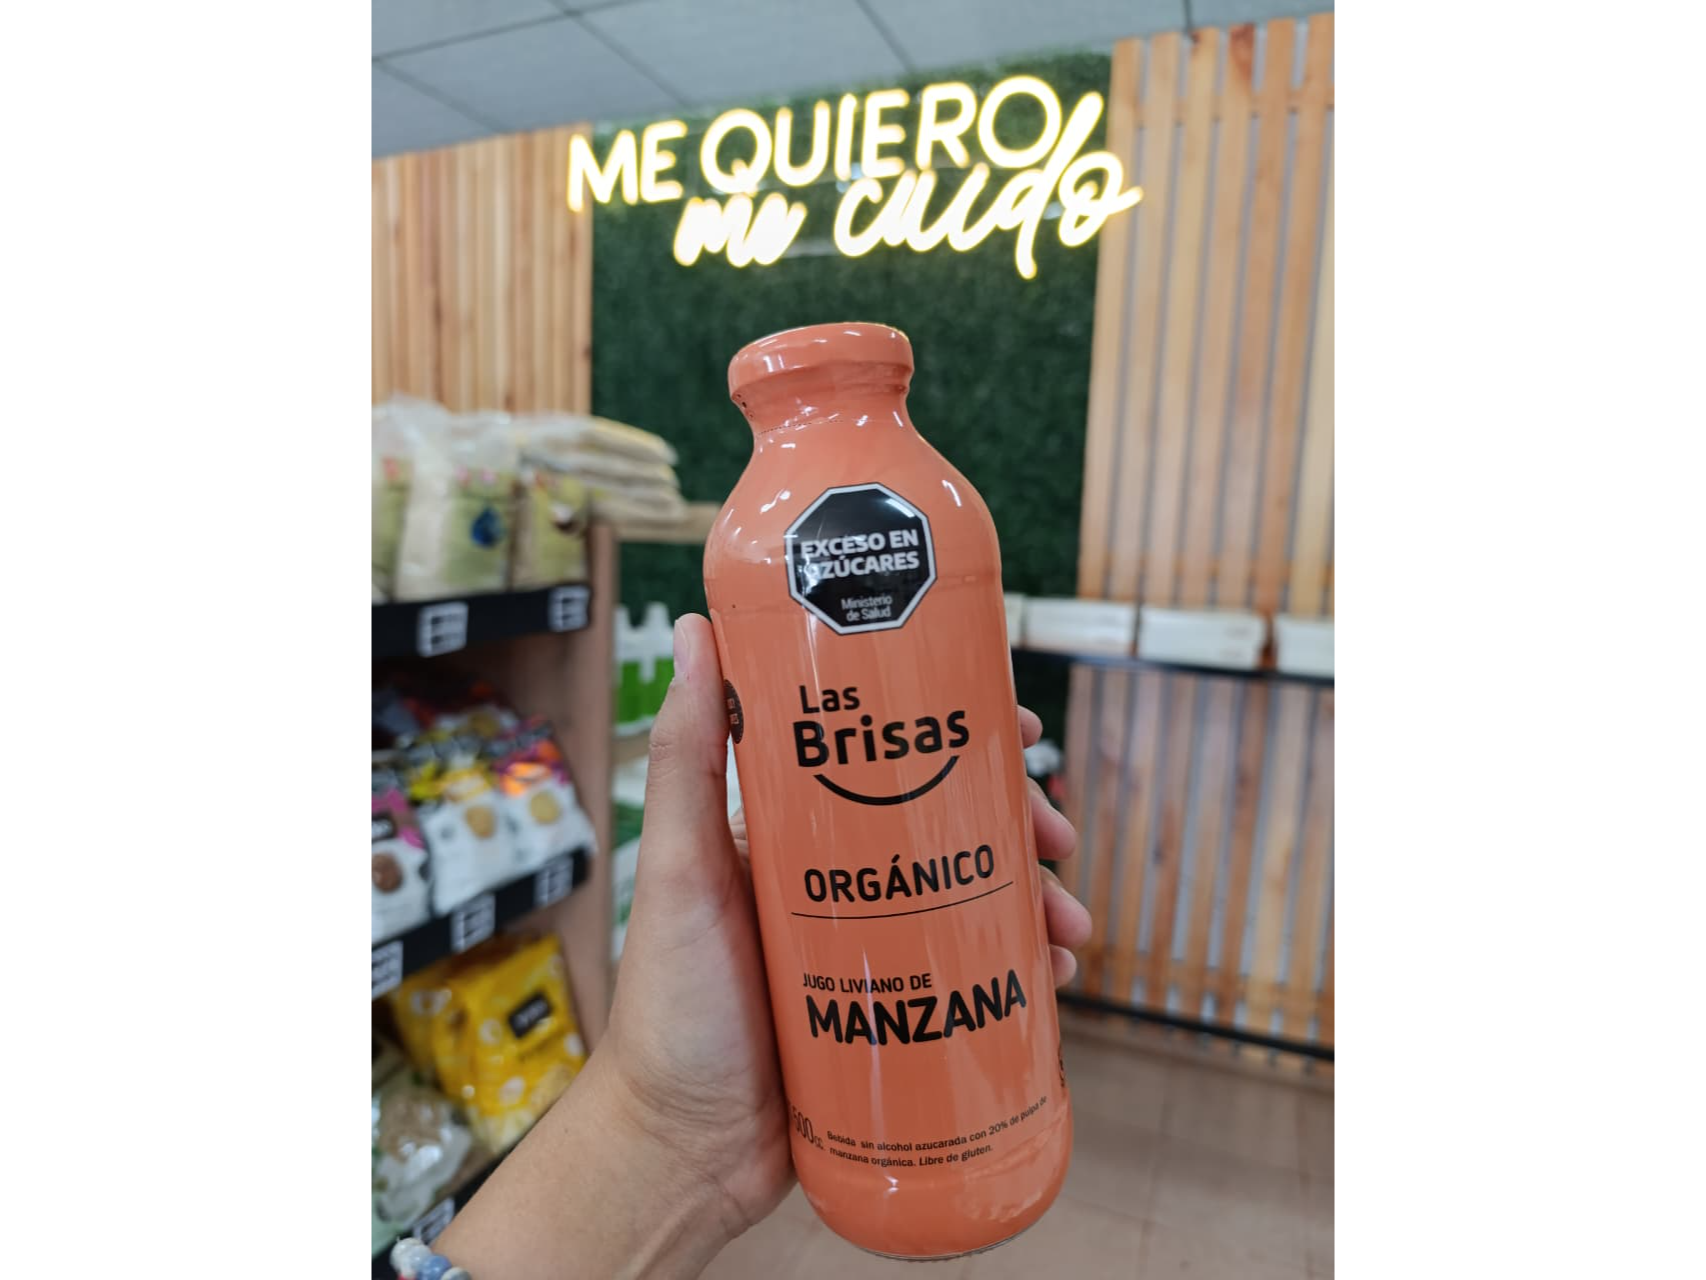 ME QUIERO
me cuido
EXCESO EN
AZÚCARES
Ministerio
de Salud
Las
Brisas
ORGÁNICO
JUGO LIVIANO DE
MANZANA
500cc.
Bebida sin alcohol azucarada con 20% de pulpa de
manzana orgánica. Libre de gluten.